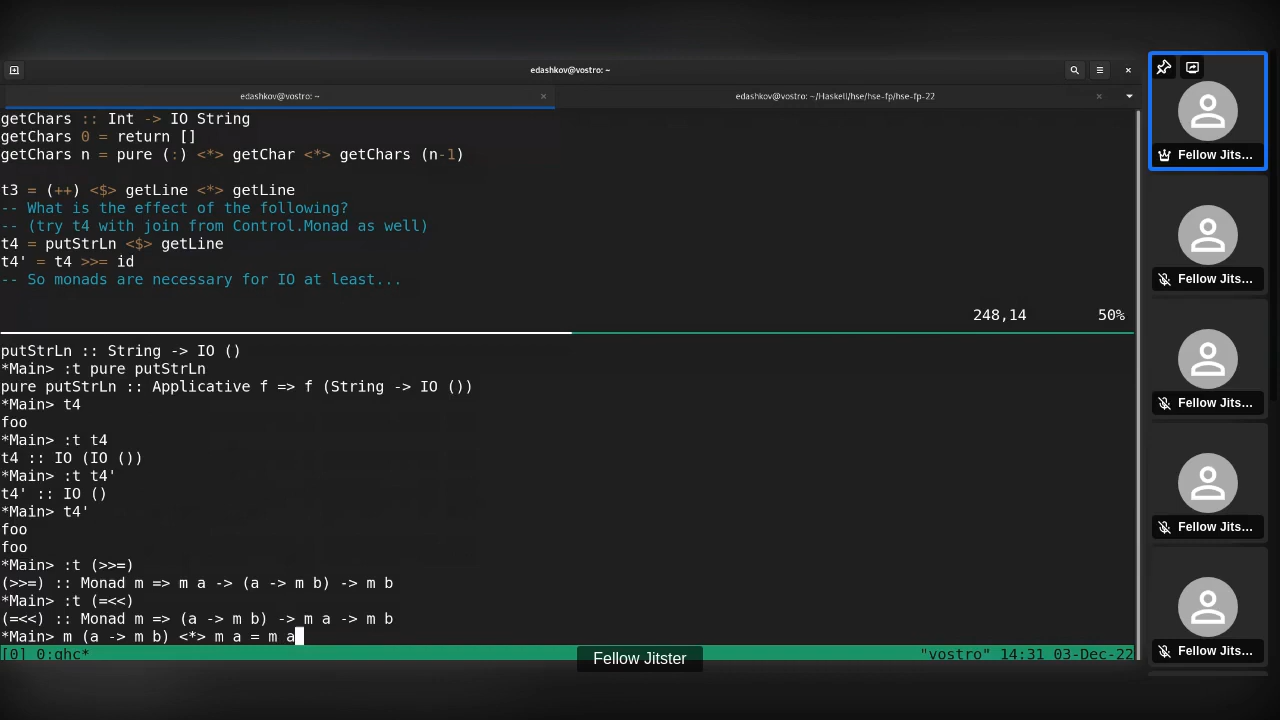 edashkov@vostro: ~
edashkov@vostro: ~
edashkov@vostro: ~/Haskell/hse/hse-fp/hse-fp-22
getChars :: Int -> IO String
getChars 0 = return []
getChars n = pure (:) <*> getChar <*> getChars (n-1)
t3 = (++) <$> getLine <*> getLine
-- What is the effect of the following?
-- (try t4 with join from Control.Monad as well)
t4 = putStrLn <$> getLine
t4' = t4 >>= id
-- So monads are necessary for IO at least...
248,14 50%
putStrLn :: String -> IO ()
*Main> :t pure putStrLn
pure putStrLn :: Applicative f => f (String -> IO ())
*Main> t4
foo
*Main> :t t4
t4 :: IO (IO ())
*Main> :t t4'
t4' :: IO ()
*Main> t4'
foo
foo
*Main> :t (>>=)
(>>=) :: Monad m => m a -> (a -> m b) -> m b
*Main> :t (=<<)
(=<<) :: Monad m => (a -> m b) -> m a -> m b
*Main> m (a -> m b) <*> m a = m a
[0] 0:ghc* "vostro" 14:31 03-Dec-22
Fellow Jitster
Fellow Jits...
Fellow Jits...
Fellow Jits...
Fellow Jits...
Fellow Jits...